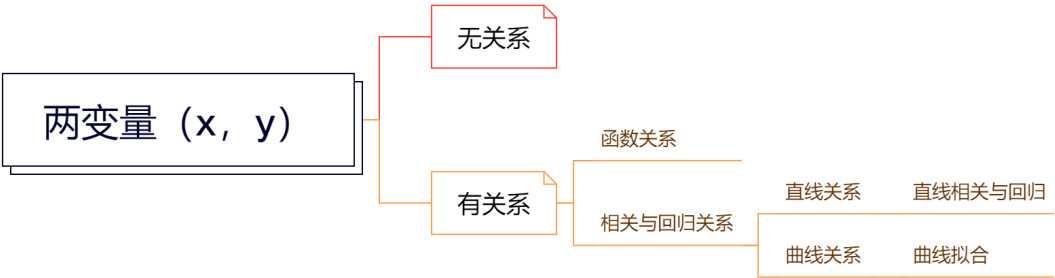 两变量（x，y）
无关系
有关系
函数关系
相关与回归关系
直线关系
直线相关与回归
曲线关系
曲线拟合